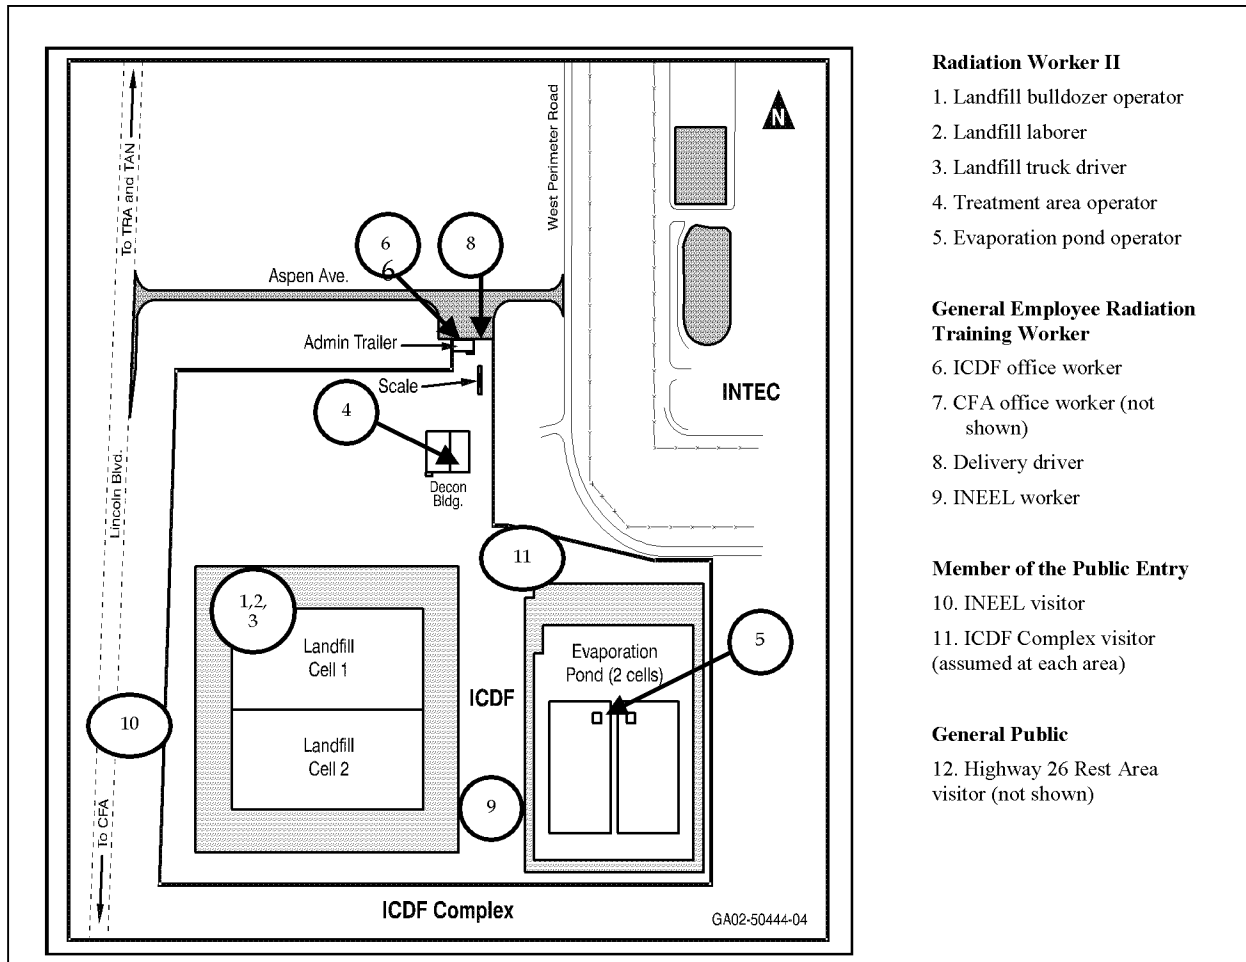 To TRA and TAN
West Perimeter Road
N
6
6
8
Aspen Ave.
Admin Trailer
Scale
INTEC
4
Decon
Bldg.
Lincoln Blvd.
11
1,2,
3
Landfill
Cell 1
Evaporation
Pond (2 cells)
5
ICDF
10
Landfill
Cell 2
9
To CFA
ICDF Complex
GA02-50444-04
Radiation Worker II
1. Landfill bulldozer operator
2. Landfill laborer
3. Landfill truck driver
4. Treatment area operator
5. Evaporation pond operator
General Employee Radiation
Training Worker
6. ICDF office worker
7. CFA office worker (not
shown)
8. Delivery driver
9. INEEL worker
Member of the Public Entry
10. INEEL visitor
11. ICDF Complex visitor
(assumed at each area)
General Public
12. Highway 26 Rest Area
visitor (not shown)